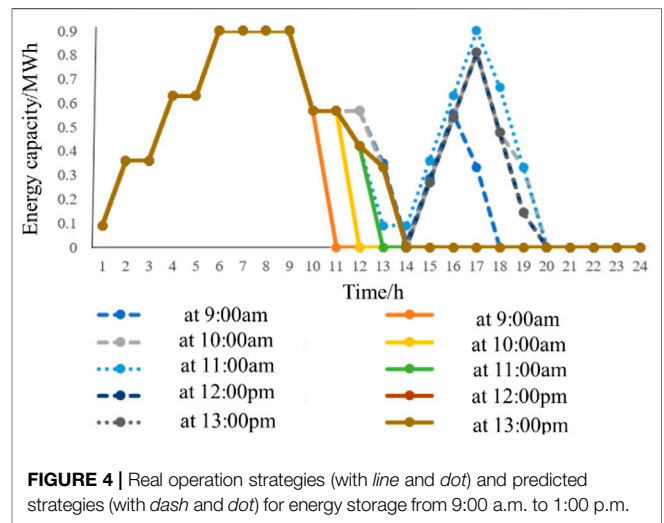 Energy capacity/MWh
0.9
0.8
0.7
0.6
0.5
0.4
0.3
0.2
0.1
0
1 2 3 4 5 6 7 8 9 10 11 12 13 14 15 16 17 18 19 20 21 22 23 24
Time/h
at 9:00am at 9:00am
at 10:00am at 10:00am
at 11:00am at 11:00am
at 12:00pm at 12:00pm
at 13:00pm at 13:00pm
FIGURE 4 | Real operation strategies (with line and dot) and predicted
strategies (with dash and dot) for energy storage from 9:00 a.m. to 1:00 p.m.